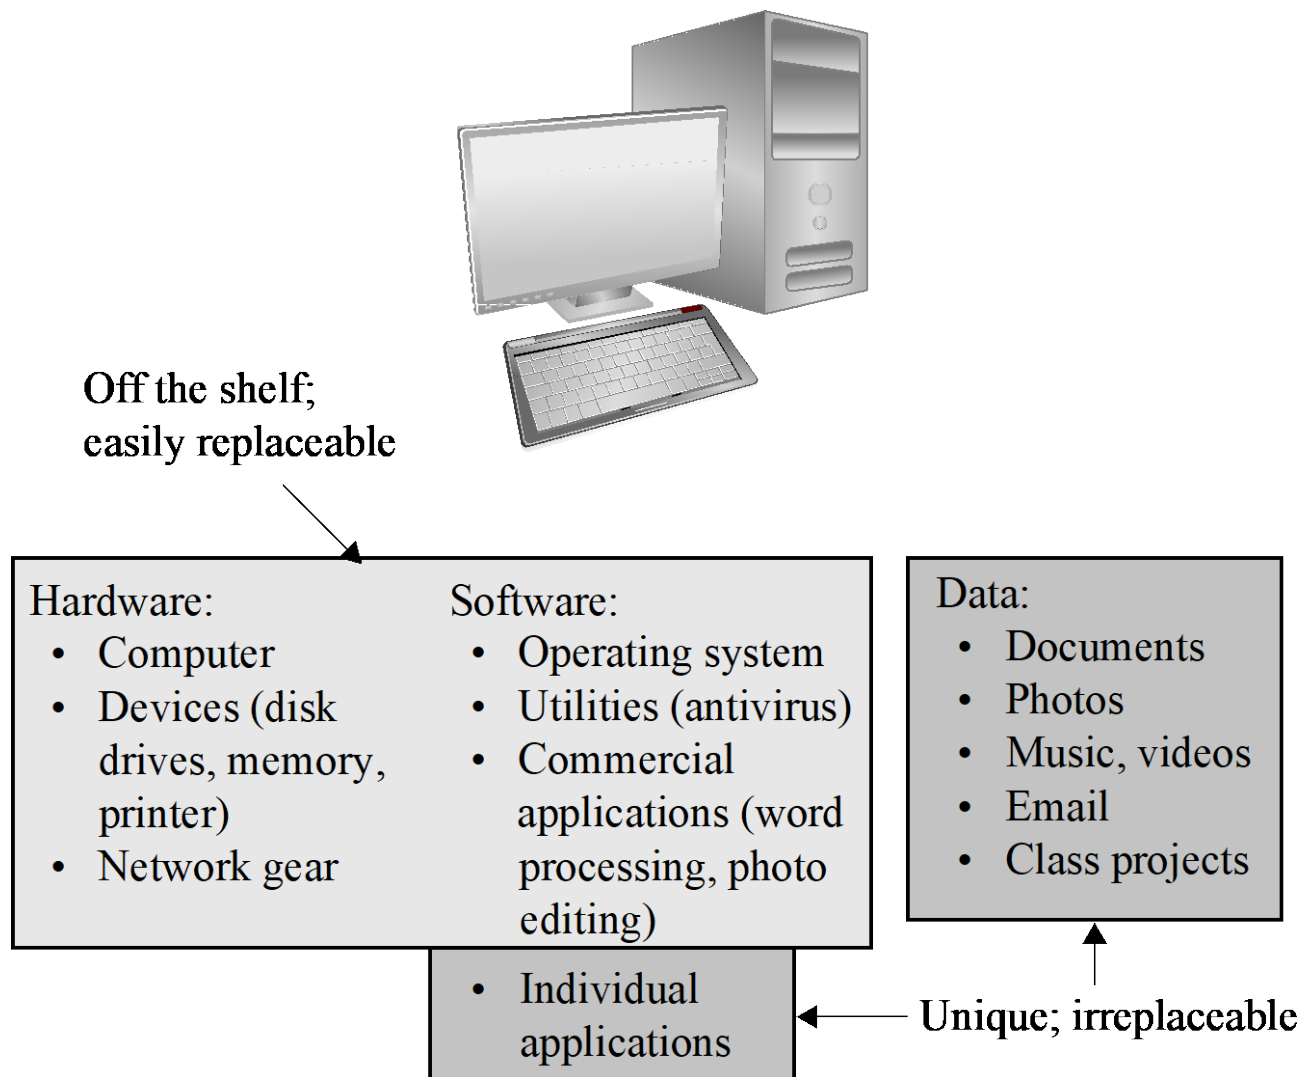 Off the shelf;
easily replaceable
Hardware:
• Computer
• Devices (disk
drives, memory,
printer)
• Network gear
Software:
• Operating system
• Utilities (antivirus)
• Commercial
applications (word
processing, photo
editing)
• Individual
applications
Data:
• Documents
• Photos
• Music, videos
• Email
• Class projects
Unique; irreplaceable